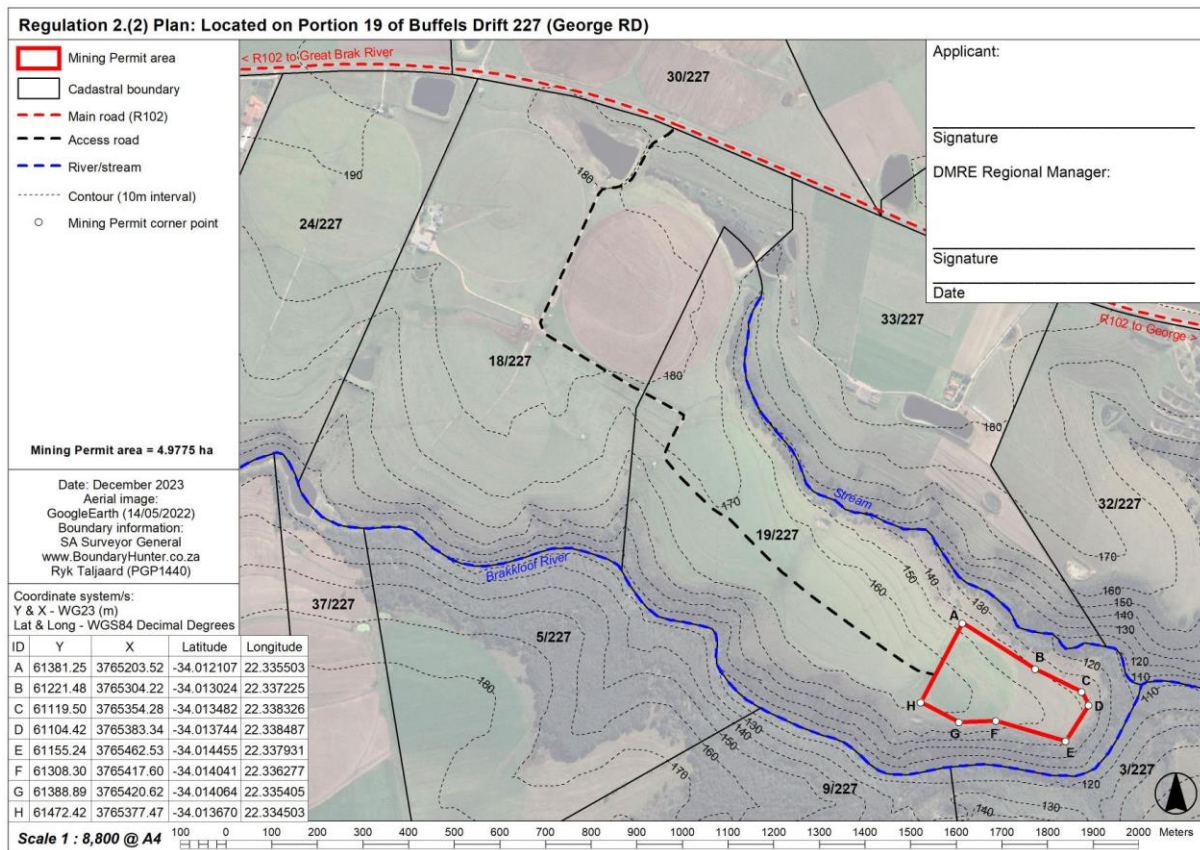 Regulation 2.(2) Plan: Located on Portion 19 of Buffels Drift 227 (George RD)
Mining Permit area
Cadastral boundary
Main road (R102)
Access road
River/stream
Contour (10m interval)
Mining Permit corner point
Mining Permit area = 4.9775 ha
Date: December 2023
Aerial image:
GoogleEarth (14/05/2022)
Boundary information:
SA Surveyor General
www.BoundaryHunter.co.za
Ryk Taljaard (PGP1440)
Coordinate system/s:
Y & X - WG23 (m)
Lat & Long - WGS84 Decimal Degrees
ID Y X Latitude Longitude
A 61381.25 3765203.52 -34.012107 22.335503
B 61221.48 3765304.22 -34.013024 22.337225
C 61119.50 3765354.28 -34.013482 22.338326
D 61104.42 3765383.34 -34.013744 22.338487
E 61155.24 3765462.53 -34.014455 22.337931
F 61308.30 3765417.60 -34.014041 22.336277
G 61388.89 3765420.62 -34.014064 22.335405
H 61472.42 3765377.47 -34.013670 22.334503
Scale 1 : 8,800 @ A4
100 0 100 200 300 400 500 600 700 800 900 1000 1100 1200 1300 1400 1500 1600 1700 1800 1900 2000 Meters
Applicant:
Signature
DMRE Regional Manager:
Signature
Date
< R102 to Great Brak River
30/227
190
180
24/227
33/227
R102 to George >
18/227
180
180
170
Stream
32/227
19/227
170
160
150
140
130
160
150
140
130
Brakkloof River
37/227
5/227
A
B
C
D
E
F
G
H
120
120
110
110
180
130
140
150
160
170
9/227
120
3/227
140
130